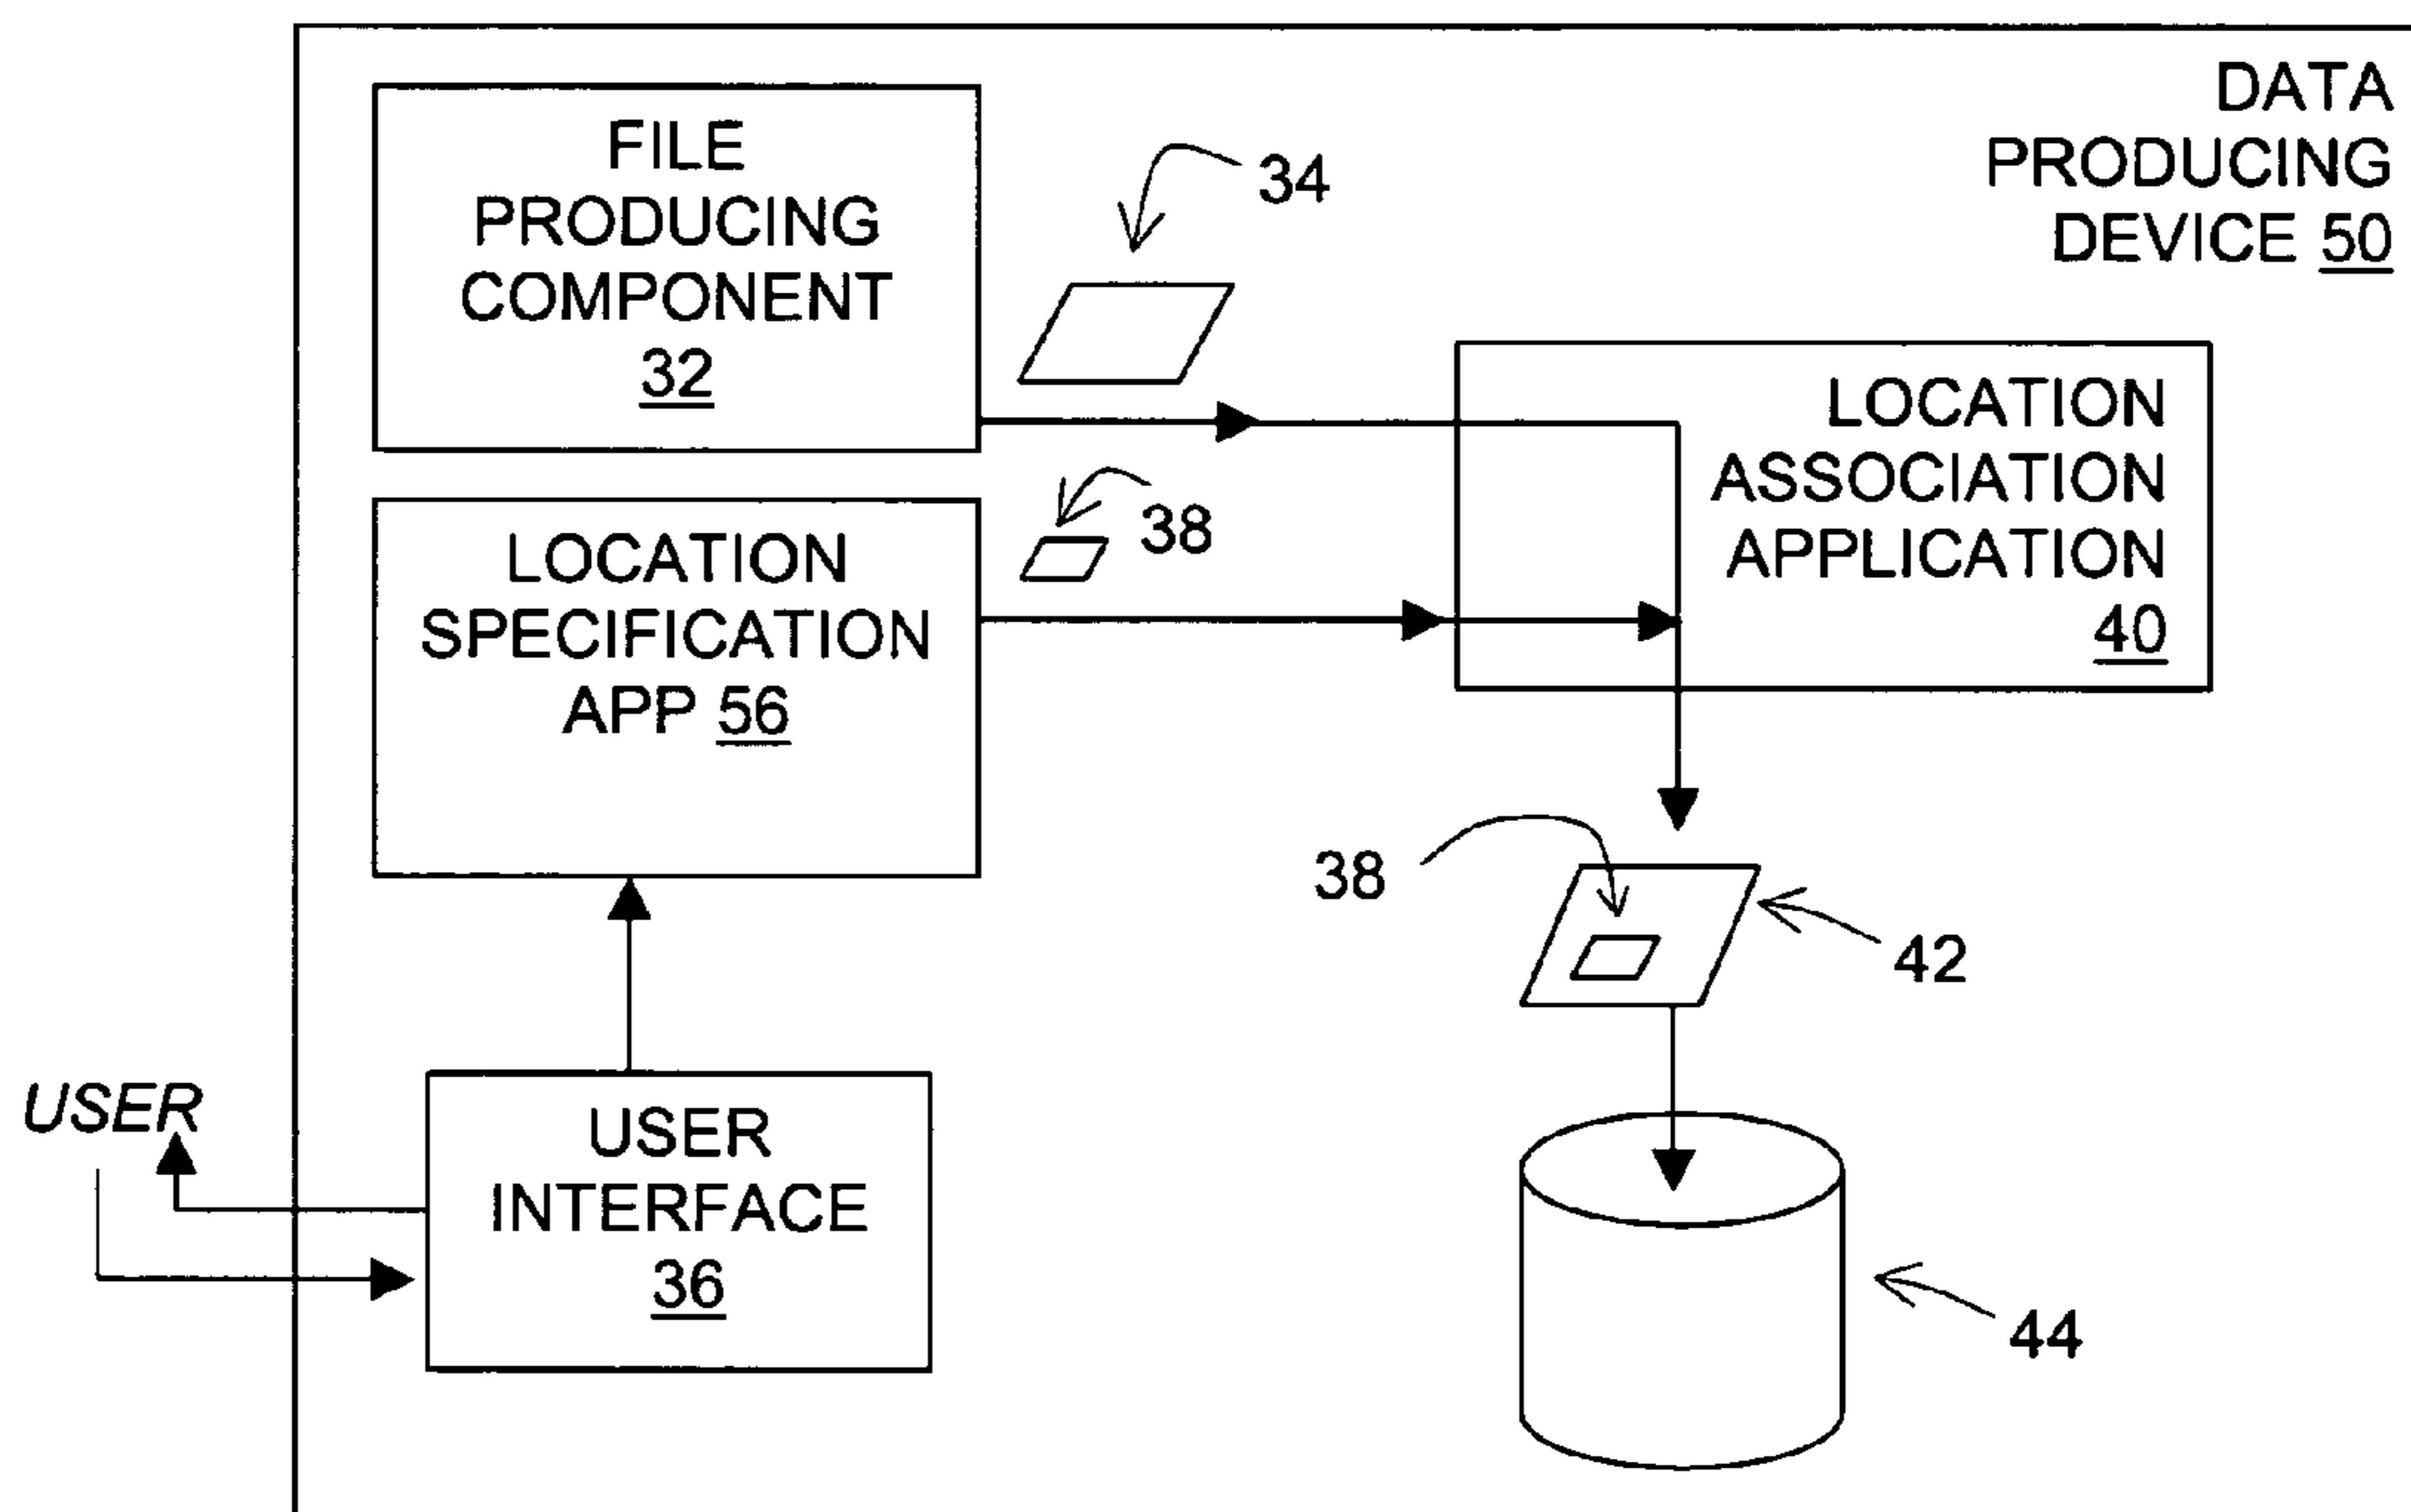 DATA
PRODUCING
DEVICE 50
FILE
PRODUCING
COMPONENT
32
34
LOCATION
ASSOCIATION
APPLICATION
40
38
LOCATION
SPECIFICATION
APP 56
38
42
USER
USER
INTERFACE
36
44